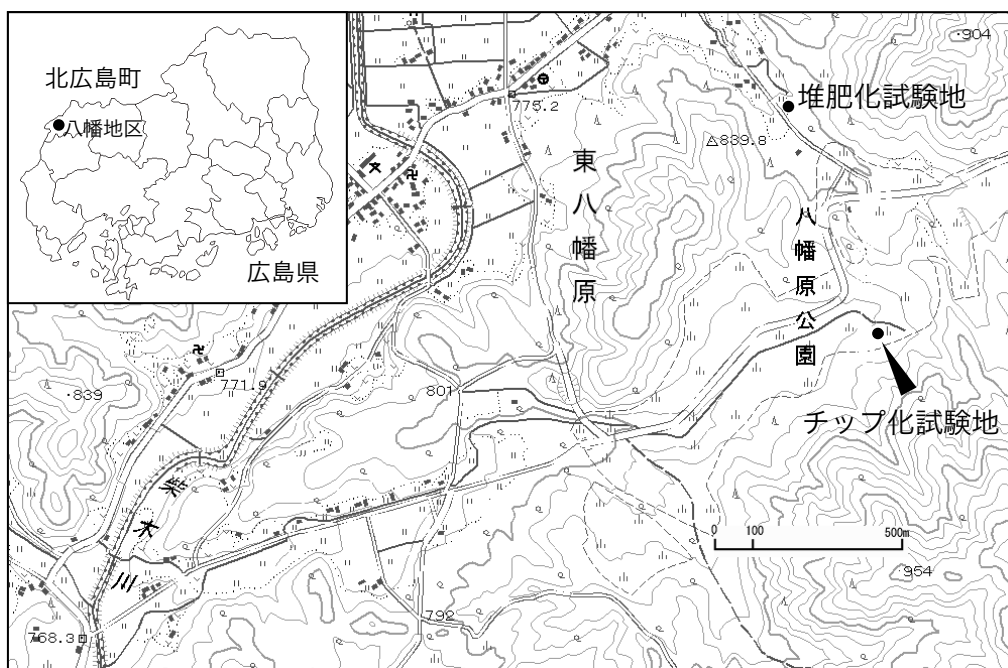 北広島町
八幡地区
広島県
・904
堆肥化試験地
775.2
839.8
東八幡原
八幡原公園
チップ化試験地
771.9
・839
801
柴木川
0 100 500m
・954
792
768.3